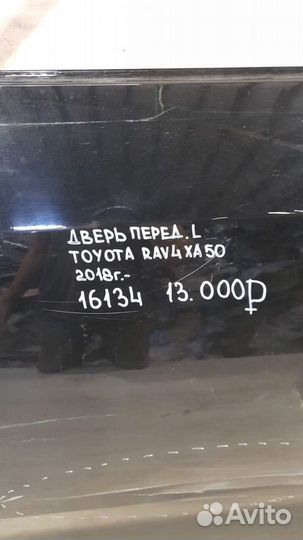 ДВЕРЬ ПЕРЕД. L
TOYOTA RAV4 XA50
2018г.-
16134 13.000₽
Avito